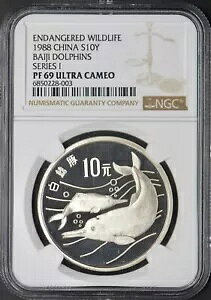 ENDANGERED WILDLIFE
1988 CHINA S10Y
BAIJI DOLPHINS
SERIES I
PF 69 ULTRA CAMEO
6850228-003
NGC
NUMISMATIC GUARANTY COMPANY
10元
白鱀豚